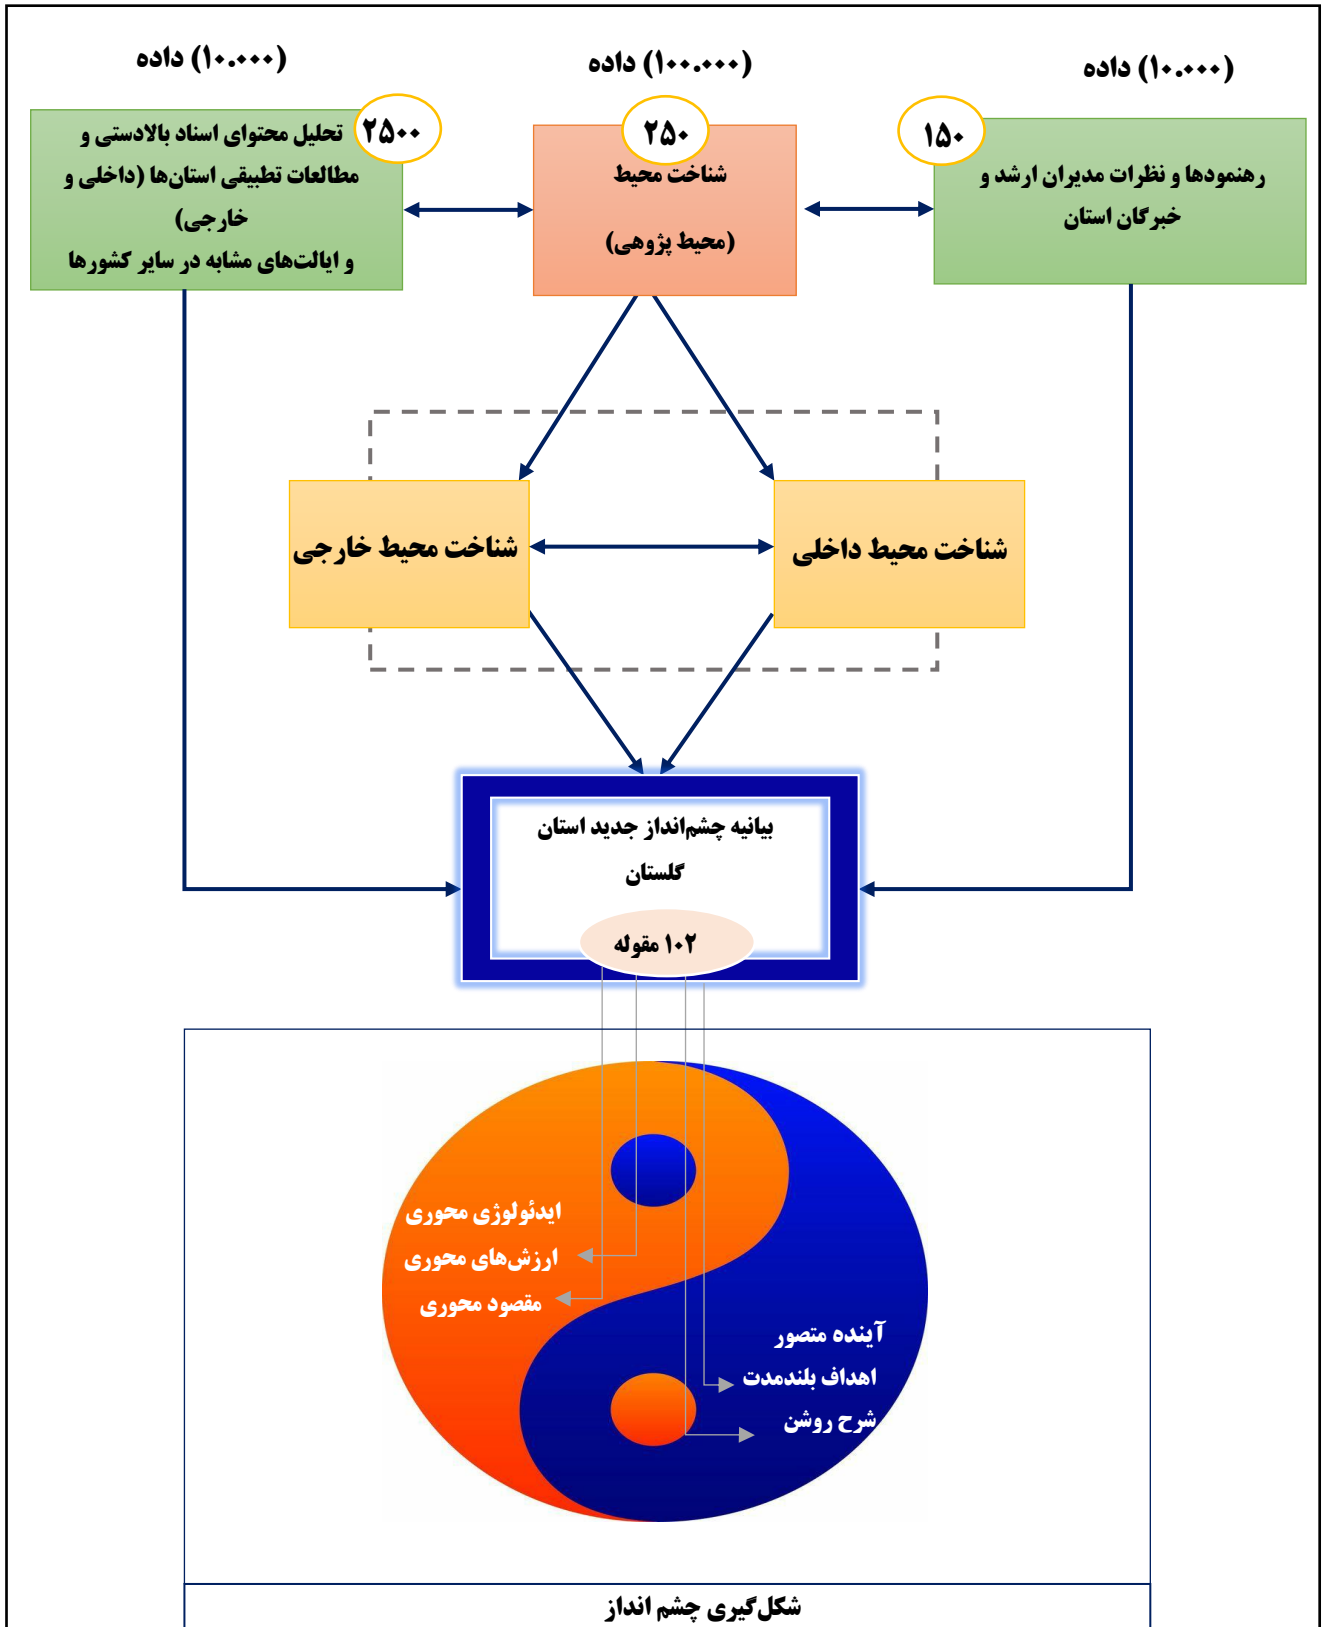 (۱۰.۰۰۰) داده
(۱۰۰.۰۰۰) داده
(۱۰.۰۰۰) داده
۱۵۰
رهنمودها و نظرات مدیران ارشد و
خبرگان استان
۲۵۰
شناخت محیط
(محیط پژوهی)
۲۵۰۰
تحلیل محتوای اسناد بالادستی و
مطالعات تطبیقی استان‌ها (داخلی و
خارجی)
و ایالت‌های مشابه در سایر کشورها
شناخت محیط داخلی
شناخت محیط خارجی
بیانیه چشم‌انداز جدید استان
گلستان
۱۰۲ مقوله
ایدئولوژی محوری
ارزش‌های محوری
مقصود محوری
آینده متصور
اهداف بلندمدت
شرح روشن
شکل‌گیری چشم انداز